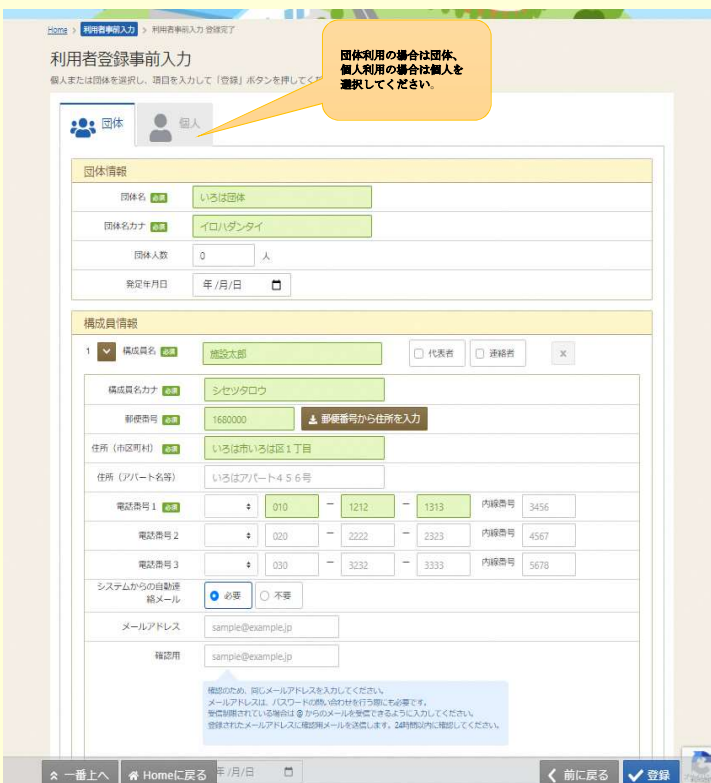 Home > 利用者事前入力 > 利用者事前入力 登録完了
利用者登録事前入力
個人または団体を選択し、項目を入力して「登録」ボタンを押してくだ
団体利用の場合は団体、
個人利用の場合は個人を
選択してください。
団体 個人
団体情報
団体名 必須 いろは団体
団体名カナ 必須 イロハダンタイ
団体人数 0 人
発足年月日 年/月/日
構成員情報
1 構成員名 必須 施設太郎 代表者 連絡者 x
構成員名カナ 必須 シセツタロウ
郵便番号 必須 1680000 郵便番号から住所を入力
住所(市区町村) 必須 いろは市いろは区1丁目
住所(アパート名等) いろはアパート456号
電話番号1 必須 010 - 1212 - 1313 内線番号 3456
電話番号2 020 - 2222 - 2323 内線番号 4567
電話番号3 030 - 3232 - 3333 内線番号 5678
システムからの自動連
絡メール 必要 不要
メールアドレス sample@example.jp
確認用 sample@example.jp
確認のため、同じメールアドレスを入力してください。
メールアドレスは、パスワードの問い合わせを行う際にも必要です。
受信制限されている場合は@からのメールを受信できるように入力してください。
登録されたメールアドレスに確認用メールを送信します。24時間以内に確認してください。
年/月/日
一番上へ Homeに戻る 前に戻る 登録